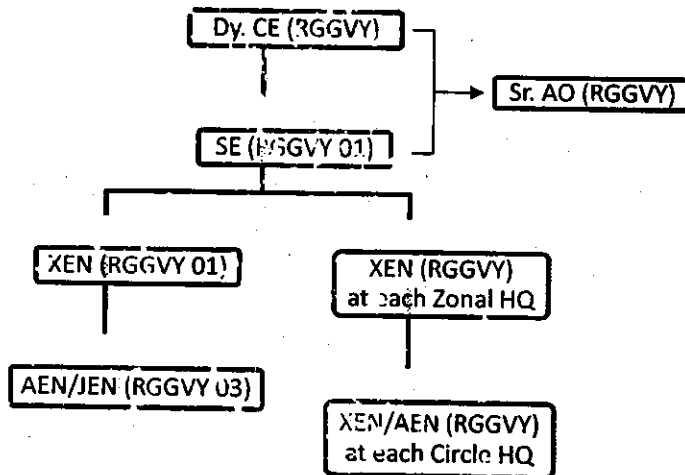 Dy. CE (RGGVY)
Sr. AO (RGGVY)
SE (RGGVY 01)
XEN (RGGVY 01)
XEN (RGGVY)
at each Zonal HQ
AEN/JEN (RGGVY 03)
XEN/AEN (RGGVY)
at each Circle HQ